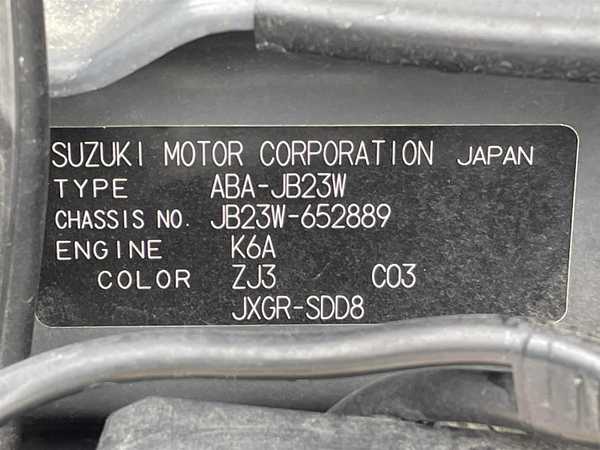 SUZUKI MOTOR CORPORATION JAPAN
TYPE ABA-JB23W
CHASSIS NO. JB23W-652889
ENGINE K6A
COLOR ZJ3 C03
JXGR-SDD8